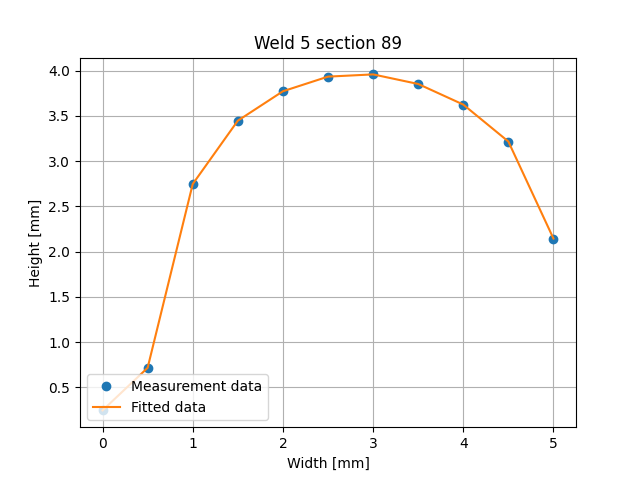 Weld 5 section 89
4.0
3.5
3.0
2.5
2.0
1.5
1.0
0.5
Height [mm]
Measurement data
Fitted data
0 1 2 3 4 5
Width [mm]